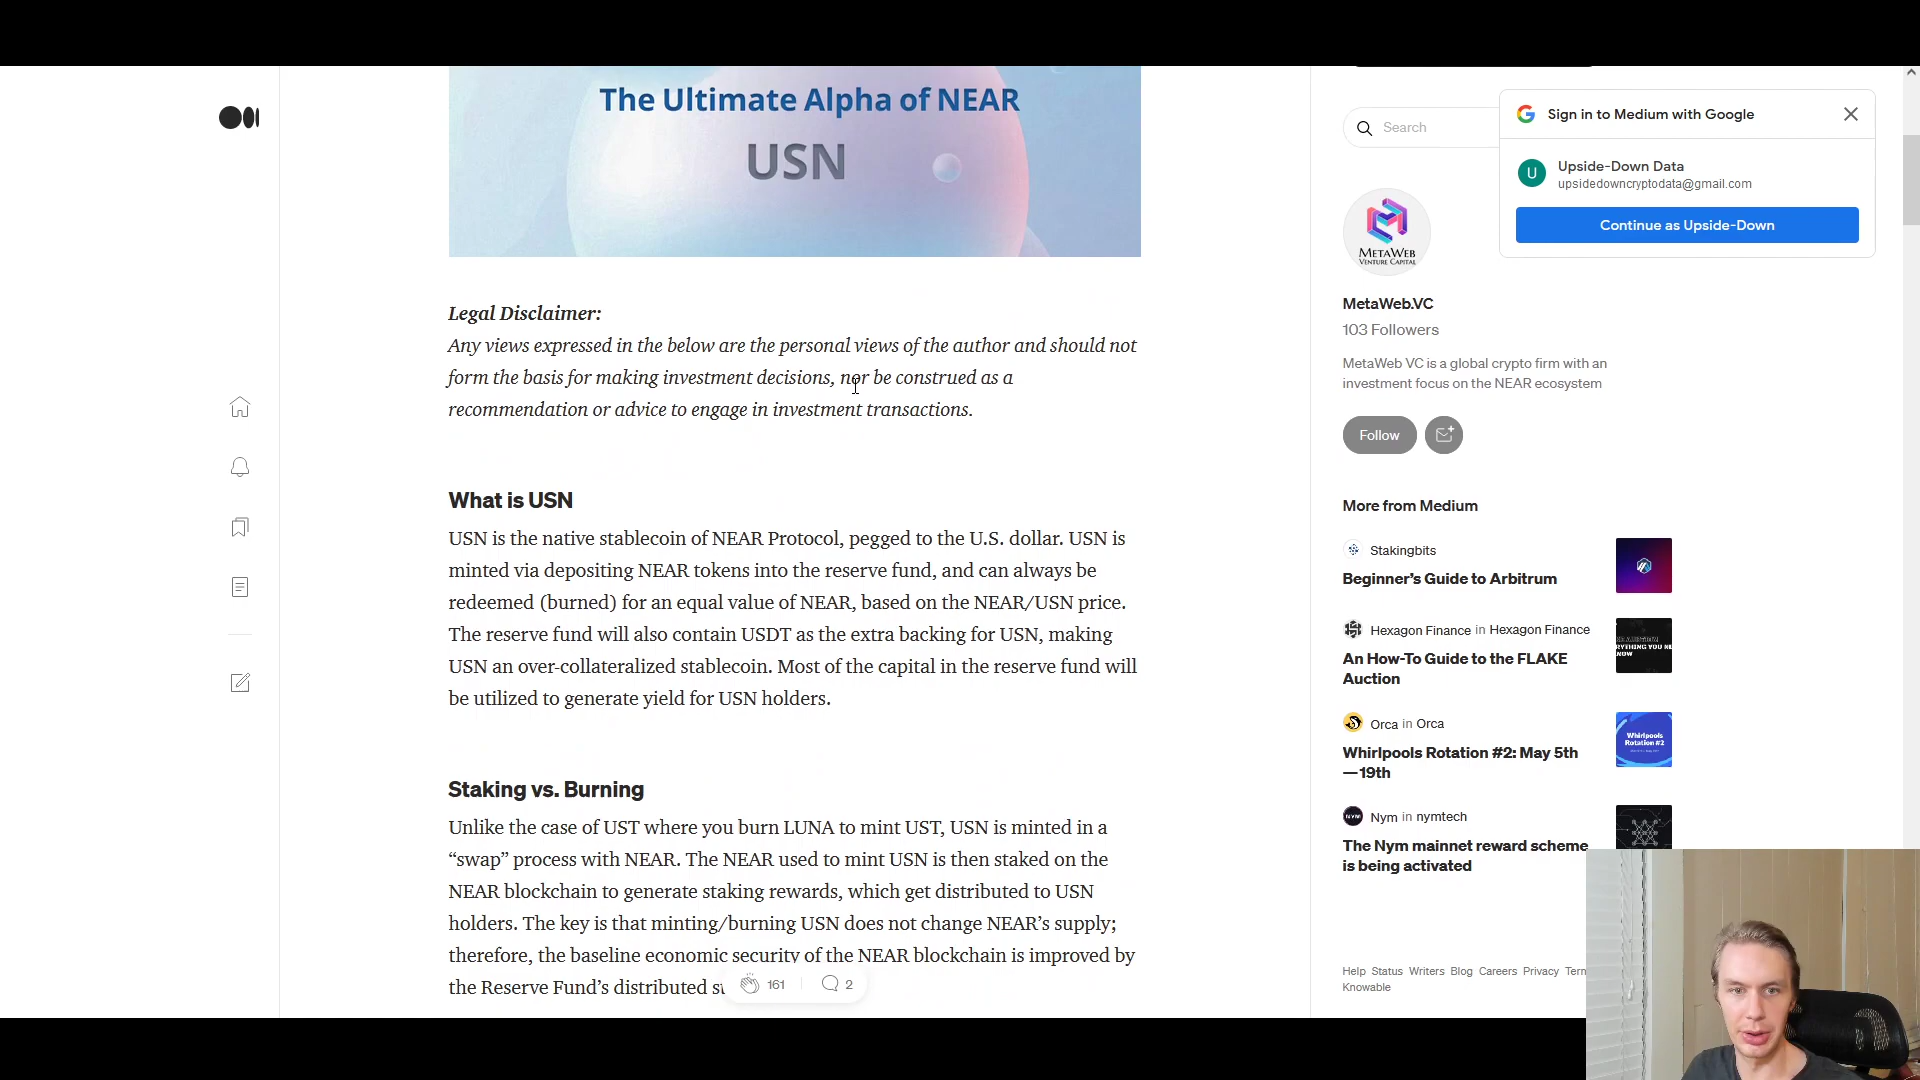 The Ultimate Alpha of NEAR
USN
Legal Disclaimer:
Any views expressed in the below are the personal views of the author and should not
form the basis for making investment decisions, nor be construed as a
recommendation or advice to engage in investment transactions.
What is USN
USN is the native stablecoin of NEAR Protocol, pegged to the U.S. dollar. USN is
minted via depositing NEAR tokens into the reserve fund, and can always be
redeemed (burned) for an equal value of NEAR, based on the NEAR/USN price.
The reserve fund will also contain USDT as the extra backing for USN, making
USN an over-collateralized stablecoin. Most of the capital in the reserve fund will
be utilized to generate yield for USN holders.
Staking vs. Burning
Unlike the case of UST where you burn LUNA to mint UST, USN is minted in a
“swap” process with NEAR. The NEAR used to mint USN is then staked on the
NEAR blockchain to generate staking rewards, which get distributed to USN
holders. The key is that minting/burning USN does not change NEAR’s supply;
therefore, the baseline economic security of the NEAR blockchain is improved by
the Reserve Fund’s distributed
161
2
Search
Sign in to Medium with Google
U
Upside-Down Data
upsidedowncryptodata@gmail.com
Continue as Upside-Down
METAWEB
VENTURE CAPITAL
MetaWeb.VC
103 Followers
MetaWeb VC is a global crypto firm with an
investment focus on the NEAR ecosystem
Follow
More from Medium
Stakingbits
Beginner’s Guide to Arbitrum
Hexagon Finance in Hexagon Finance
An How-To Guide to the FLAKE
Auction
Orca in Orca
Whirlpools Rotation #2: May 5th
—19th
Whirlpools
Rotation #2
Nym in nymtech
The Nym mainnet reward scheme
is being activated
Help Status Writers Blog Careers Privacy
Knowable